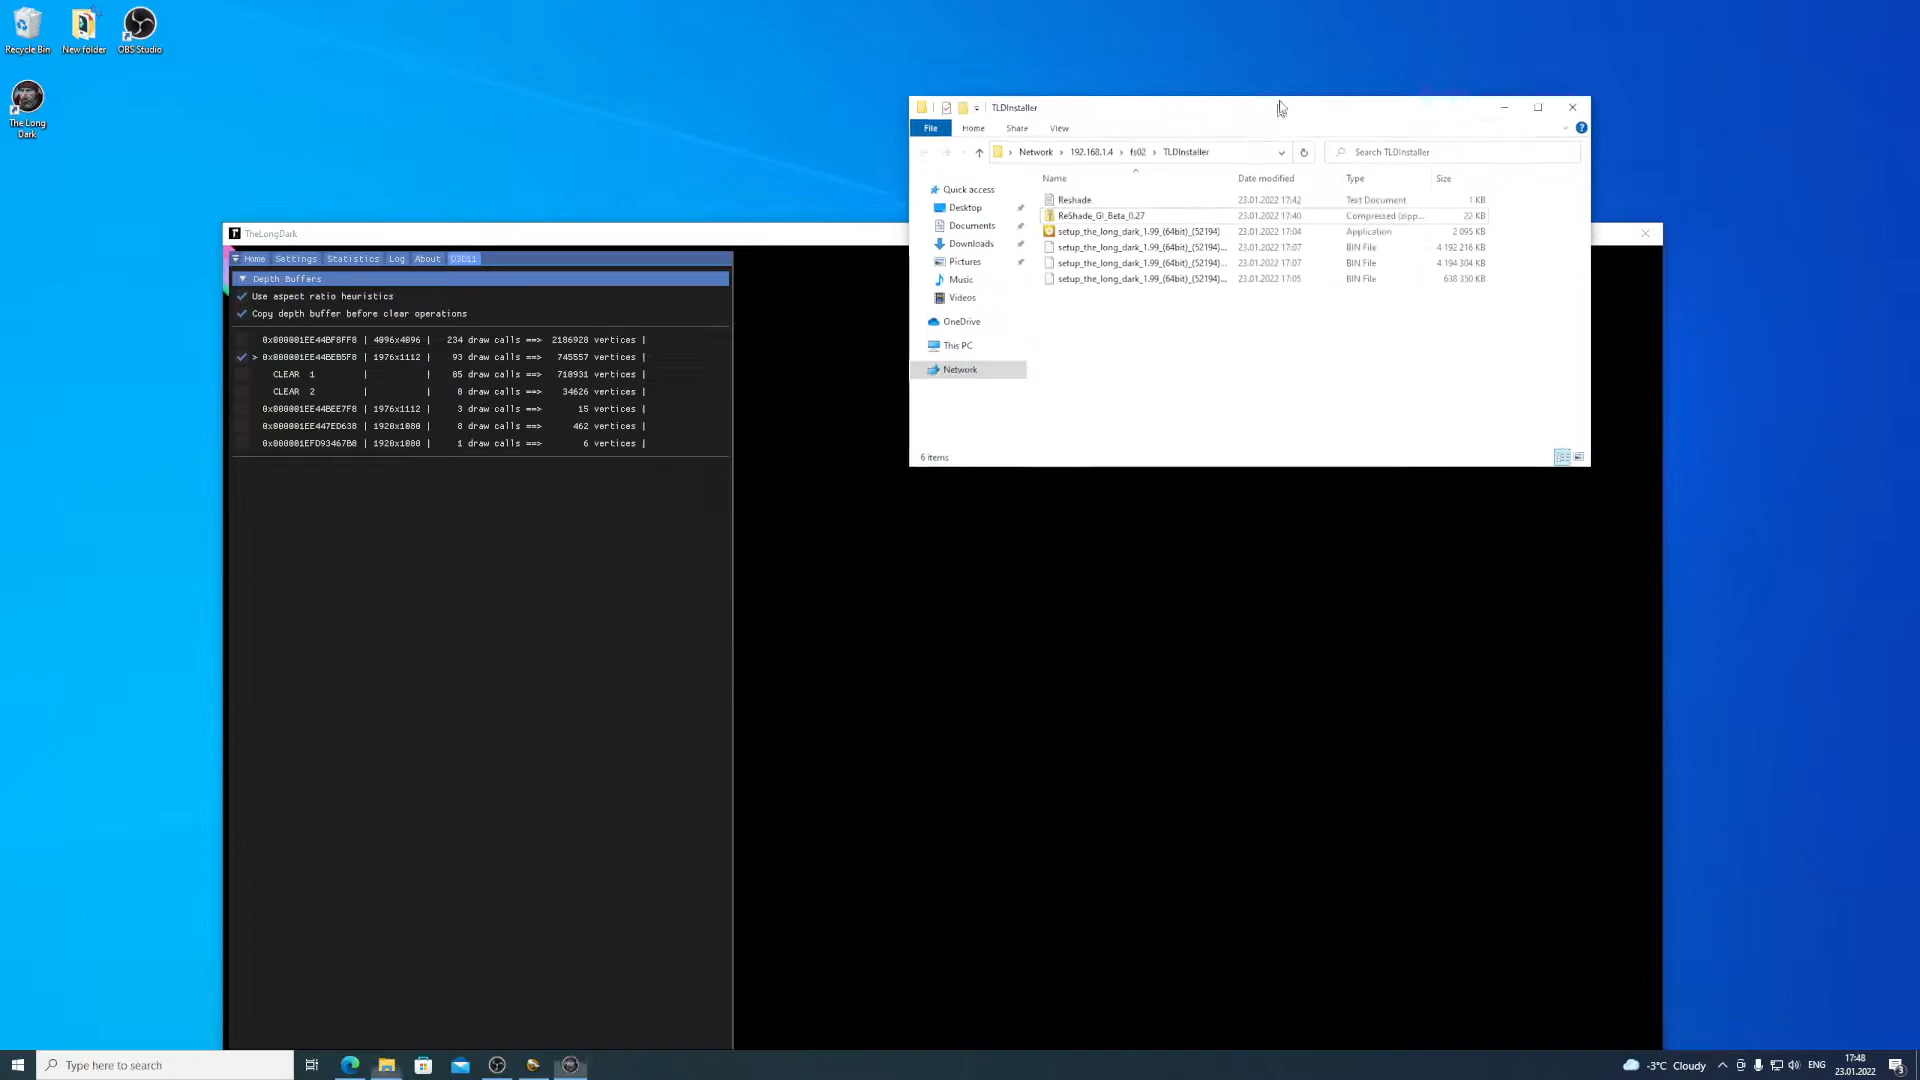 Recycle Bin
New folder
OBS Studio
The Long
Dark
TLDInstaller
File
Home
Share
View
Network
192.168.1.4
fs02
TLDInstaller
Search TLDInstaller
Name
Date modified
Type
Size
Quick access
Desktop
Documents
Downloads
Pictures
Music
Videos
OneDrive
This PC
Network
Reshade 23.01.2022 17:42 Text Document 1 KB
ReShade_GI_Beta_0.27 23.01.2022 17:40 Compressed (zipp... 22 KB
setup_the_long_dark_1.99_(64bit)_(52194) 23.01.2022 17:04 Application 2 095 KB
setup_the_long_dark_1.99_(64bit)_(52194)... 23.01.2022 17:07 BIN File 4 192 216 KB
setup_the_long_dark_1.99_(64bit)_(52194)... 23.01.2022 17:07 BIN File 4 194 304 KB
setup_the_long_dark_1.99_(64bit)_(52194)... 23.01.2022 17:05 BIN File 638 350 KB
6 items
TheLongDark
Home Settings Statistics Log About D3D11
Depth Buffers
Use aspect ratio heuristics
Copy depth buffer before clear operations
0x000001EE44BF8FF8 | 4096x4096 | 234 draw calls ==> 2186928 vertices |
> 0x000001EE44BEB5F8 | 1976x1112 | 93 draw calls ==> 745557 vertices |
CLEAR 1 | | 85 draw calls ==> 710931 vertices |
CLEAR 2 | | 8 draw calls ==> 34626 vertices |
0x000001EE44BEE7F8 | 1976x1112 | 3 draw calls ==> 15 vertices |
0x000001EE447ED638 | 1920x1080 | 8 draw calls ==> 462 vertices |
0x000001EFD93467B8 | 1920x1080 | 1 draw calls ==> 6 vertices |
Type here to search
-3°C Cloudy
ENG
17:48
23.01.2022
3